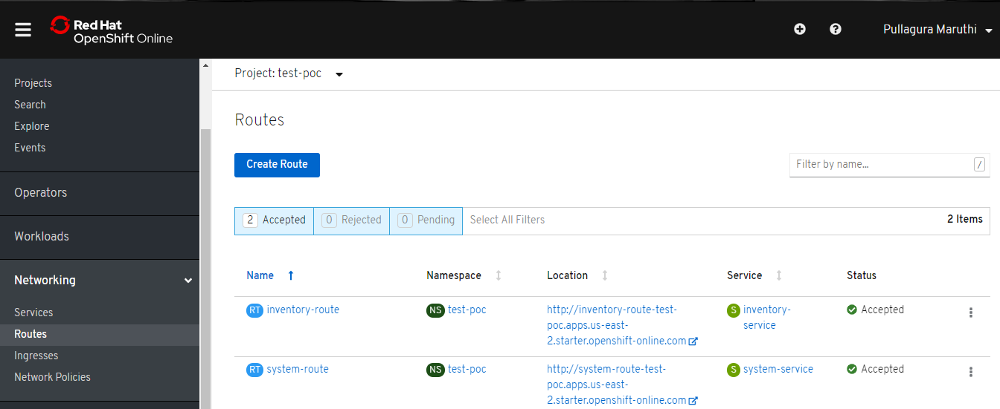 Red Hat
OpenShift Online
Pullagura Maruthi
Projects
Search
Explore
Events
Operators
Workloads
Networking
Services
Routes
Ingresses
Network Policies
Project: test-poc
Routes
Create Route
Filter by name...
/
2 Accepted 0 Rejected 0 Pending Select All Filters 2 Items
Name Namespace Location Service Status
RT inventory-route NS test-poc http://inventory-route-test- S inventory- Accepted
poc.apps.us-east- service
2.starter.openshift-online.com
RT system-route NS test-poc http://system-route-test- S system-service Accepted
poc.apps.us-east-
2.starter.openshift-online.com